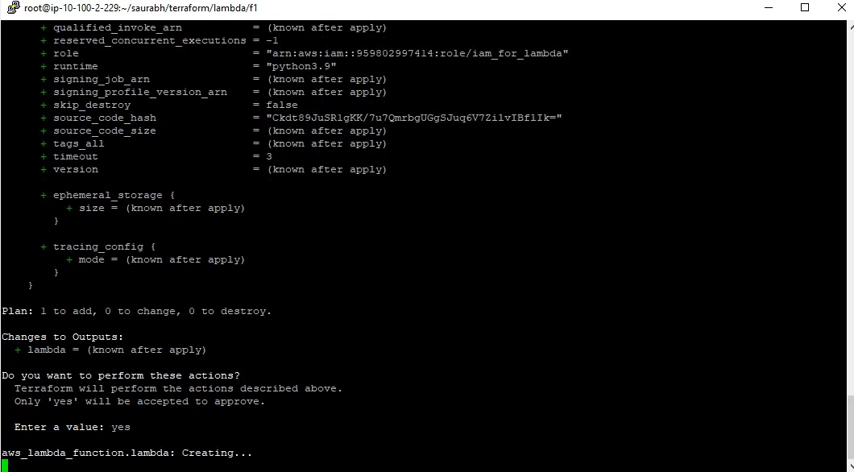 root@ip-10-100-2-229:~/saurabh/terraform/lambda/f1
+ qualified_invoke_arn = (known after apply)
+ reserved_concurrent_executions = -1
+ role = "arn:aws:iam::959802997414:role/iam_for_lambda"
+ runtime = "python3.9"
+ signing_job_arn = (known after apply)
+ signing_profile_version_arn = (known after apply)
+ skip_destroy = false
+ source_code_hash = "Ckdt89JuSRlgKK/7u7QmrbgUGgSJuq6V7Zi1vIBflIk="
+ source_code_size = (known after apply)
+ tags_all = (known after apply)
+ timeout = 3
+ version = (known after apply)
+ ephemeral_storage {
+ size = (known after apply)
}
+ tracing_config {
+ mode = (known after apply)
}
}
Plan: 1 to add, 0 to change, 0 to destroy.
Changes to Outputs:
+ lambda = (known after apply)
Do you want to perform these actions?
Terraform will perform the actions described above.
Only 'yes' will be accepted to approve.
Enter a value: yes
aws_lambda_function.lambda: Creating...